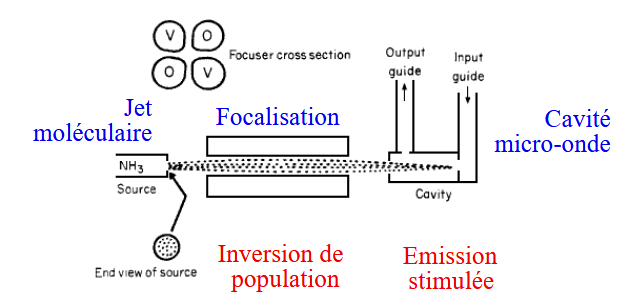 V O
O V
Focuser cross section
Output
guide
Input
guide
Jet
moléculaire
Focalisation
Cavité
micro-onde
NH3
Source
Cavity
End view of source
Inversion de
population
Emission
stimulée